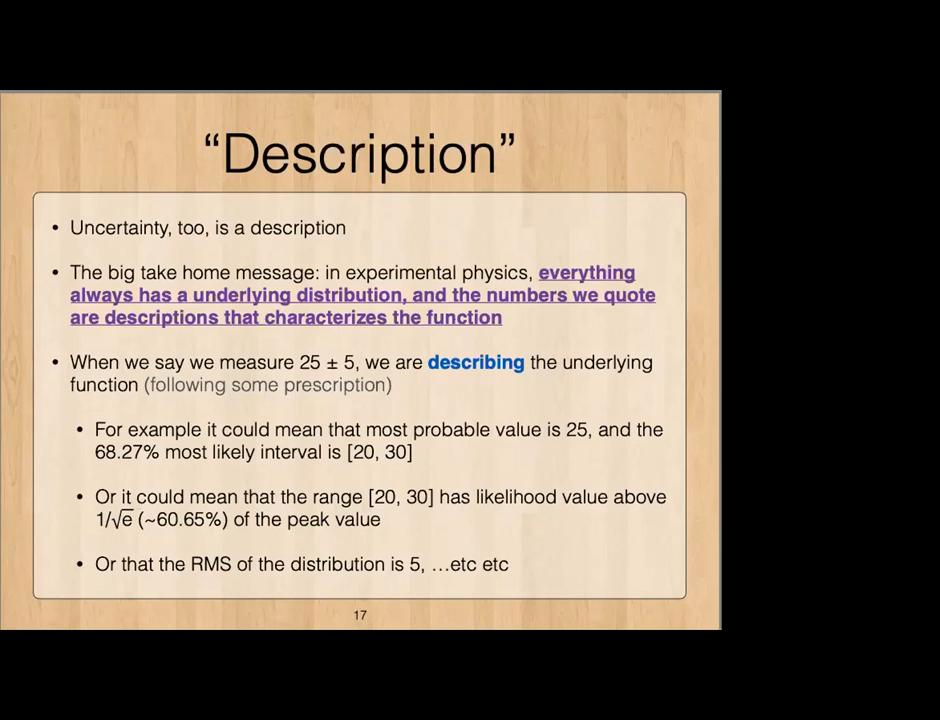 “Description”
• Uncertainty, too, is a description
• The big take home message: in experimental physics, everything
always has a underlying distribution, and the numbers we quote
are descriptions that characterizes the function
• When we say we measure 25 ± 5, we are describing the underlying
function (following some prescription)
• For example it could mean that most probable value is 25, and the
68.27% most likely interval is [20, 30]
• Or it could mean that the range [20, 30] has likelihood value above
1/√e (~60.65%) of the peak value
• Or that the RMS of the distribution is 5, …etc etc
17